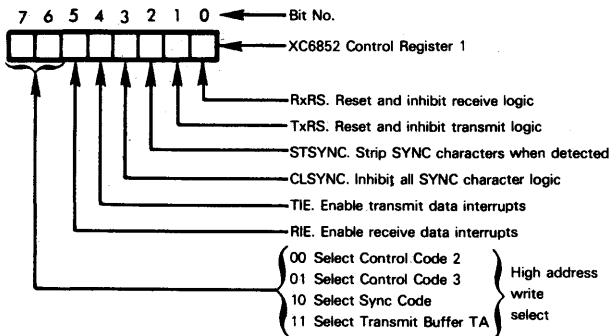 7 6 5 4 3 2 1 0 Bit No.
XC6852 Control Register 1
RxRS. Reset and inhibit receive logic
TxRS. Reset and inhibit transmit logic
STSYNC. Strip SYNC characters when detected
CLSYNC. Inhibit all SYNC character logic
TIE. Enable transmit data interrupts
RIE. Enable receive data interrupts
00 Select Control Code 2
01 Select Control Code 3
10 Select Sync Code
11 Select Transmit Buffer TA
High address
write
select